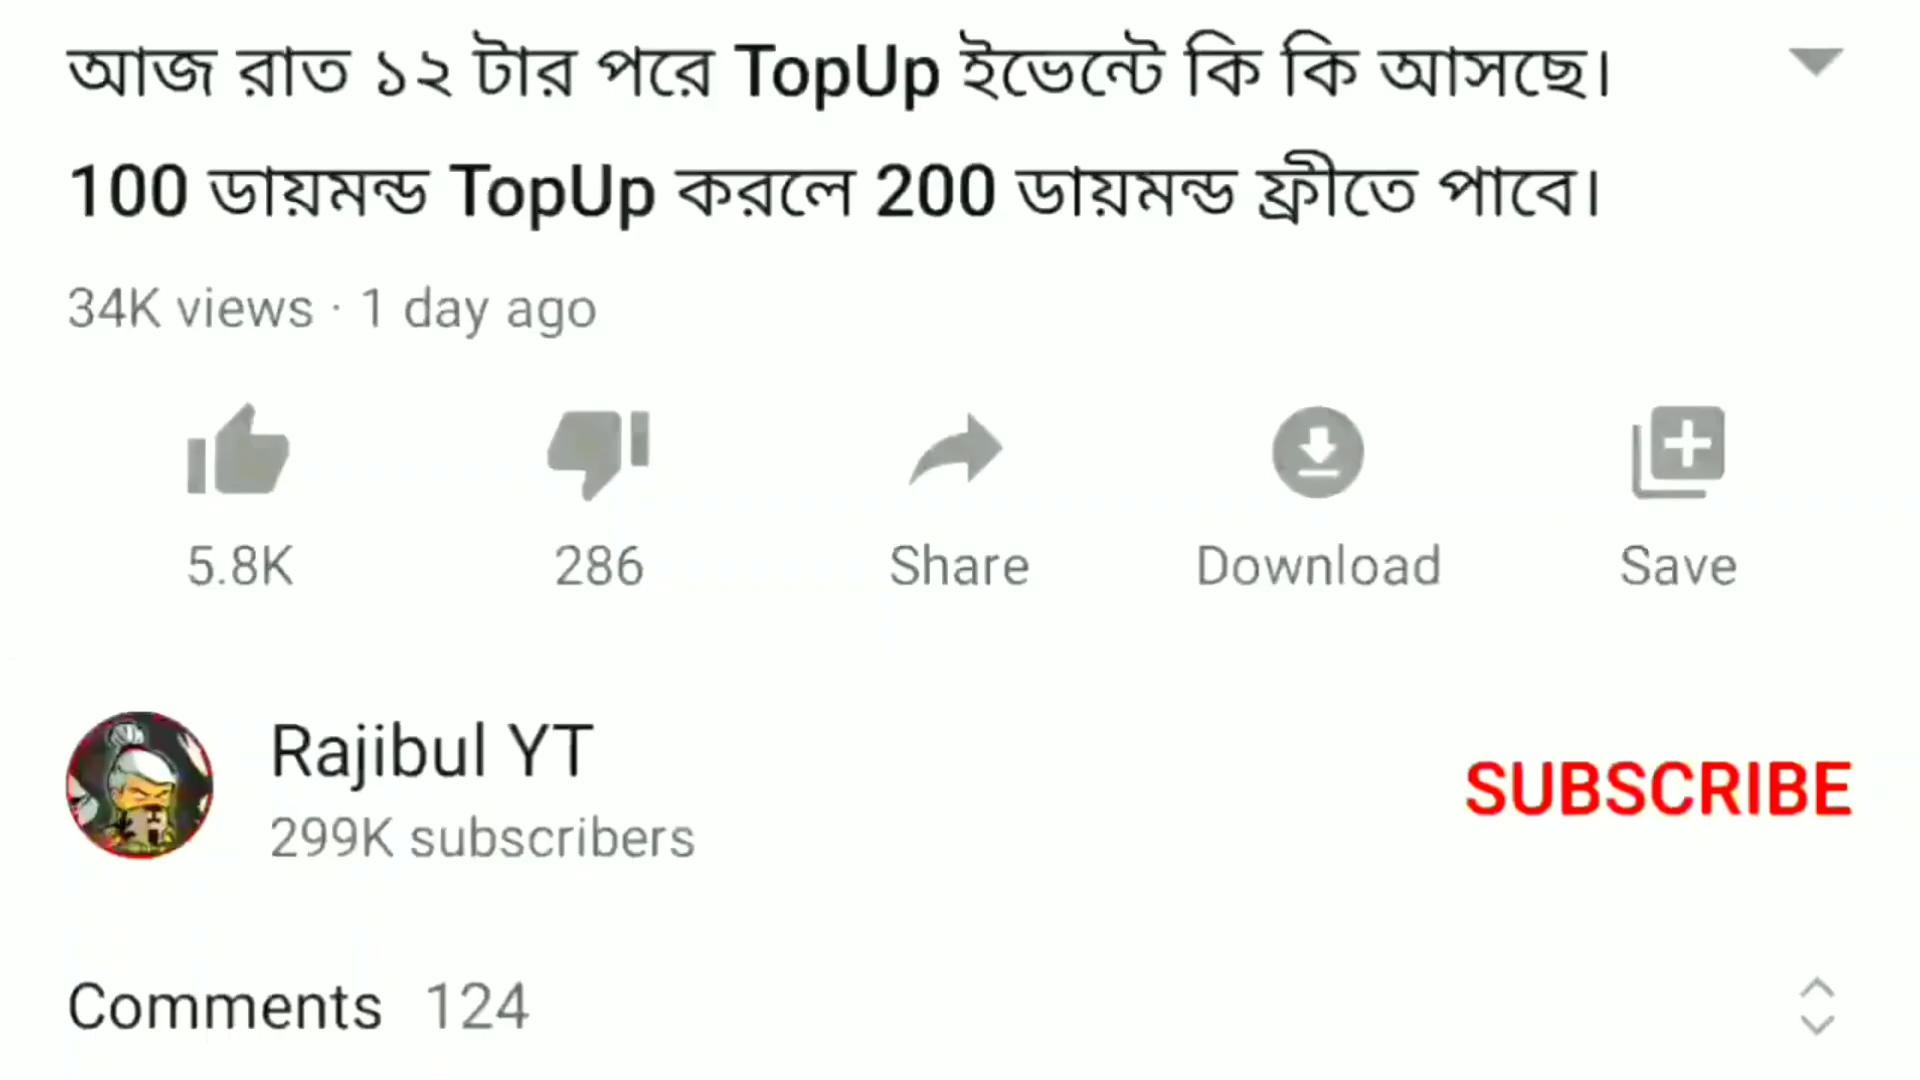 আজ রাত ১২ টার পরে TopUp ইভেন্টে কি কি আসছে।
100 ডায়মন্ড TopUp করলে 200 ডায়মন্ড ফ্রীতে পাবে।
34K views · 1 day ago
5.8K 286 Share Download Save
Rajibul YT
SUBSCRIBE
299K subscribers
Comments 124